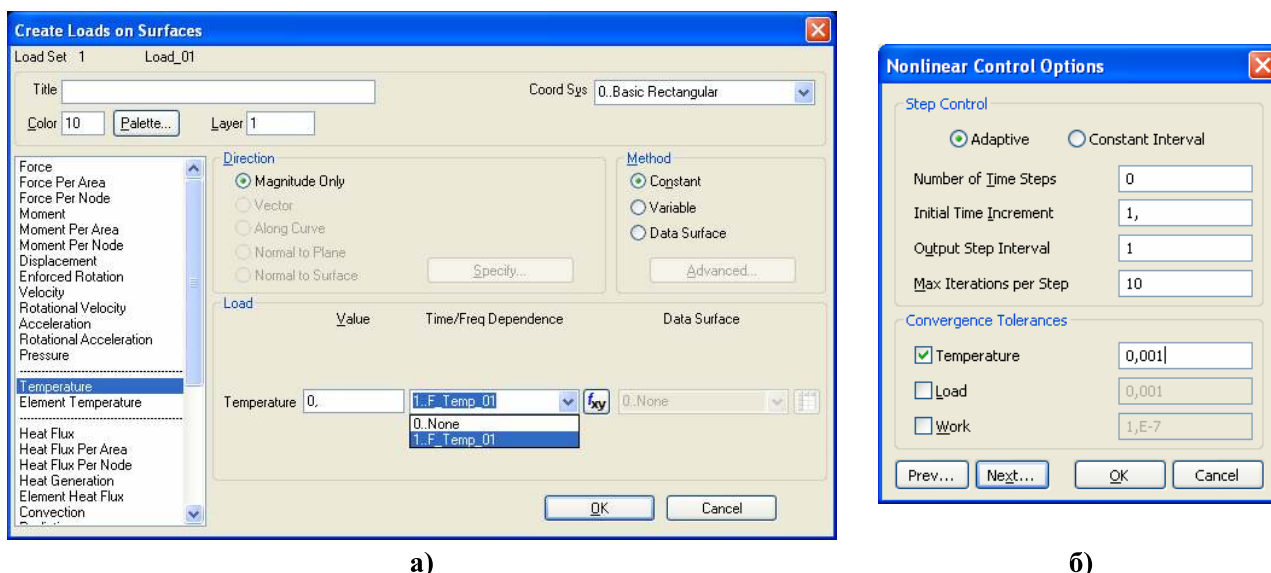 Create Loads on Surfaces
Load Set 1 Load_01
Title
Coord Sys 0..Basic Rectangular
Color 10 Palette... Layer 1
Force
Force Per Area
Force Per Node
Moment
Moment Per Area
Moment Per Node
Displacement
Enforced Rotation
Velocity
Rotational Velocity
Acceleration
Rotational Acceleration
Pressure
Temperature
Element Temperature
Heat Flux
Heat Flux Per Area
Heat Flux Per Node
Heat Generation
Element Heat Flux
Convection
Direction
Magnitude Only
Vector
Along Curve
Normal to Plane
Normal to Surface
Specify...
Method
Constant
Variable
Data Surface
Advanced...
Load
Value Time/Freq Dependence Data Surface
Temperature 0, 1..F_Temp_01 fxy 0..None
0..None
1..F_Temp_01
OK Cancel
а)
Nonlinear Control Options
Step Control
Adaptive Constant Interval
Number of Time Steps 0
Initial Time Increment 1,
Output Step Interval 1
Max Iterations per Step 10
Convergence Tolerances
Temperature 0,001
Load 0,001
Work 1,E-7
Prev... Next... OK Cancel
б)